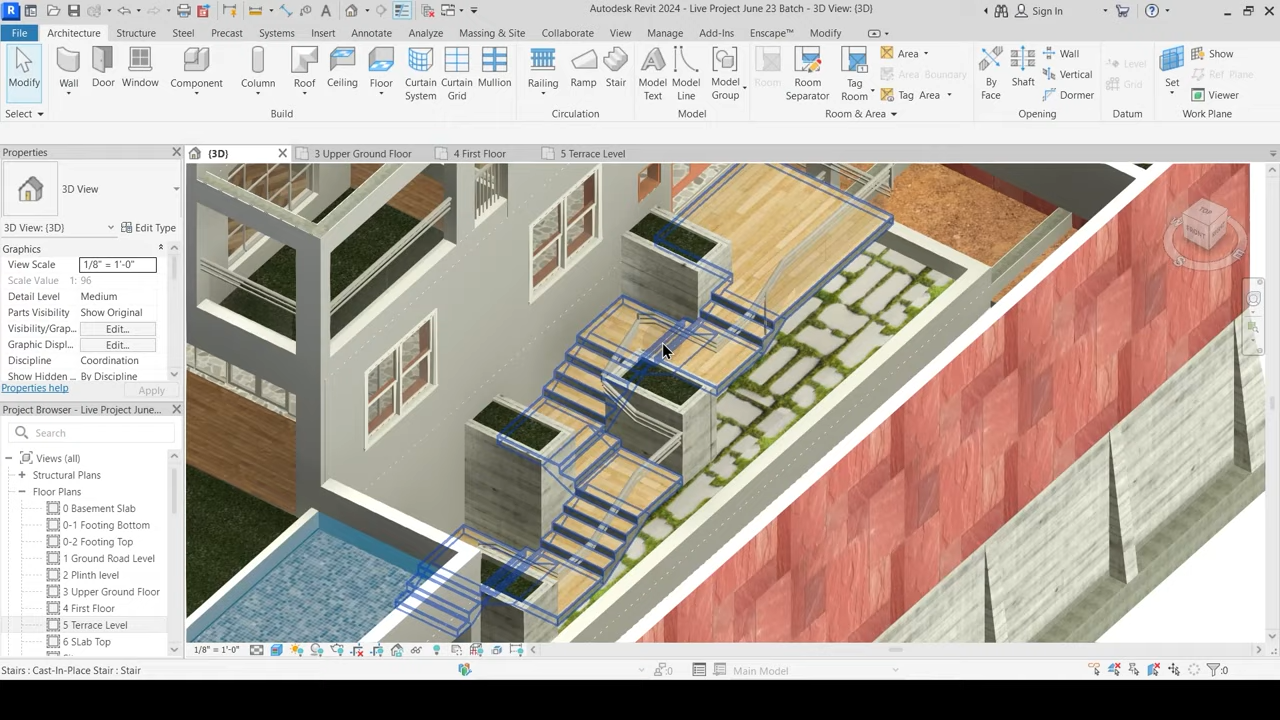 Autodesk Revit 2024 - Live Project June 23 Batch - 3D View: {3D}
Sign In
File Architecture Structure Steel Precast Systems Insert Annotate Analyze Massing & Site Collaborate View Manage Add-Ins Enscape™ Modify
Modify Wall Door Window Component Column Roof Ceiling Floor Curtain System Curtain Grid Mullion Railing Ramp Stair Model Text Model Line Model Group Room Room Separator Tag Room Area Area Boundary Tag Area By Face Shaft Wall Vertical Dormer Level Grid Set Show Ref Plane Viewer
Select Build Circulation Model Room & Area Opening Datum Work Plane
Properties
{3D} 3 Upper Ground Floor 4 First Floor 5 Terrace Level
3D View
3D View: {3D} Edit Type
Graphics
View Scale 1/8" = 1'-0"
Scale Value 1: 96
Detail Level Medium
Parts Visibility Show Original
Visibility/Grap... Edit...
Graphic Displ... Edit...
Discipline Coordination
Show Hidden By Discipline
Properties help Apply
Project Browser - Live Project June...
Search
Views (all)
Structural Plans
Floor Plans
0 Basement Slab
0-1 Footing Bottom
0-2 Footing Top
1 Ground Road Level
2 Plinth level
3 Upper Ground Floor
4 First Floor
5 Terrace Level
6 SLab Top
TOP
FRONT
S
E
1/8" = 1'-0"
Stairs : Cast-In-Place Stair : Stair
:0
Main Model
:0